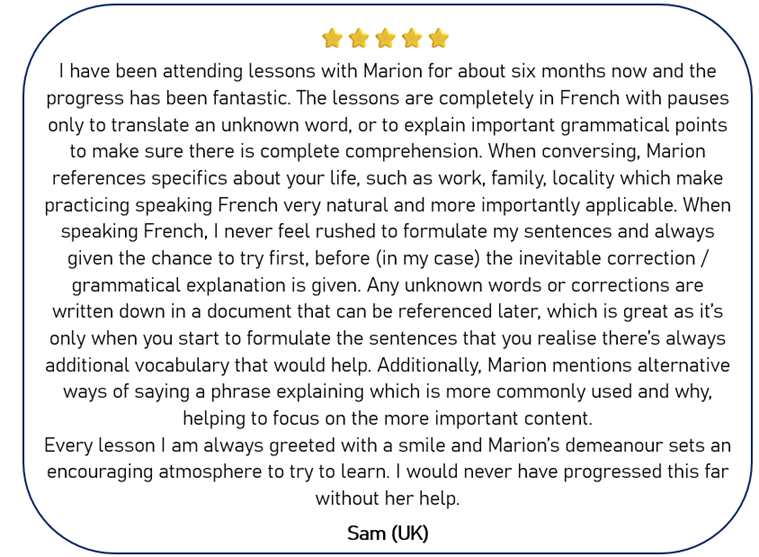 I have been attending lessons with Marion for about six months now and the
progress has been fantastic. The lessons are completely in French with pauses
only to translate an unknown word, or to explain important grammatical points
to make sure there is complete comprehension. When conversing, Marion
references specifics about your life, such as work, family, locality which make
practicing speaking French very natural and more importantly applicable. When
speaking French, I never feel rushed to formulate my sentences and always
given the chance to try first, before (in my case) the inevitable correction /
grammatical explanation is given. Any unknown words or corrections are
written down in a document that can be referenced later, which is great as it's
only when you start to formulate the sentences that you realise there's always
additional vocabulary that would help. Additionally, Marion mentions alternative
ways of saying a phrase explaining which is more commonly used and why,
helping to focus on the more important content.
Every lesson I am always greeted with a smile and Marion's demeanour sets an
encouraging atmosphere to try to learn. I would never have progressed this far
without her help.
Sam (UK)